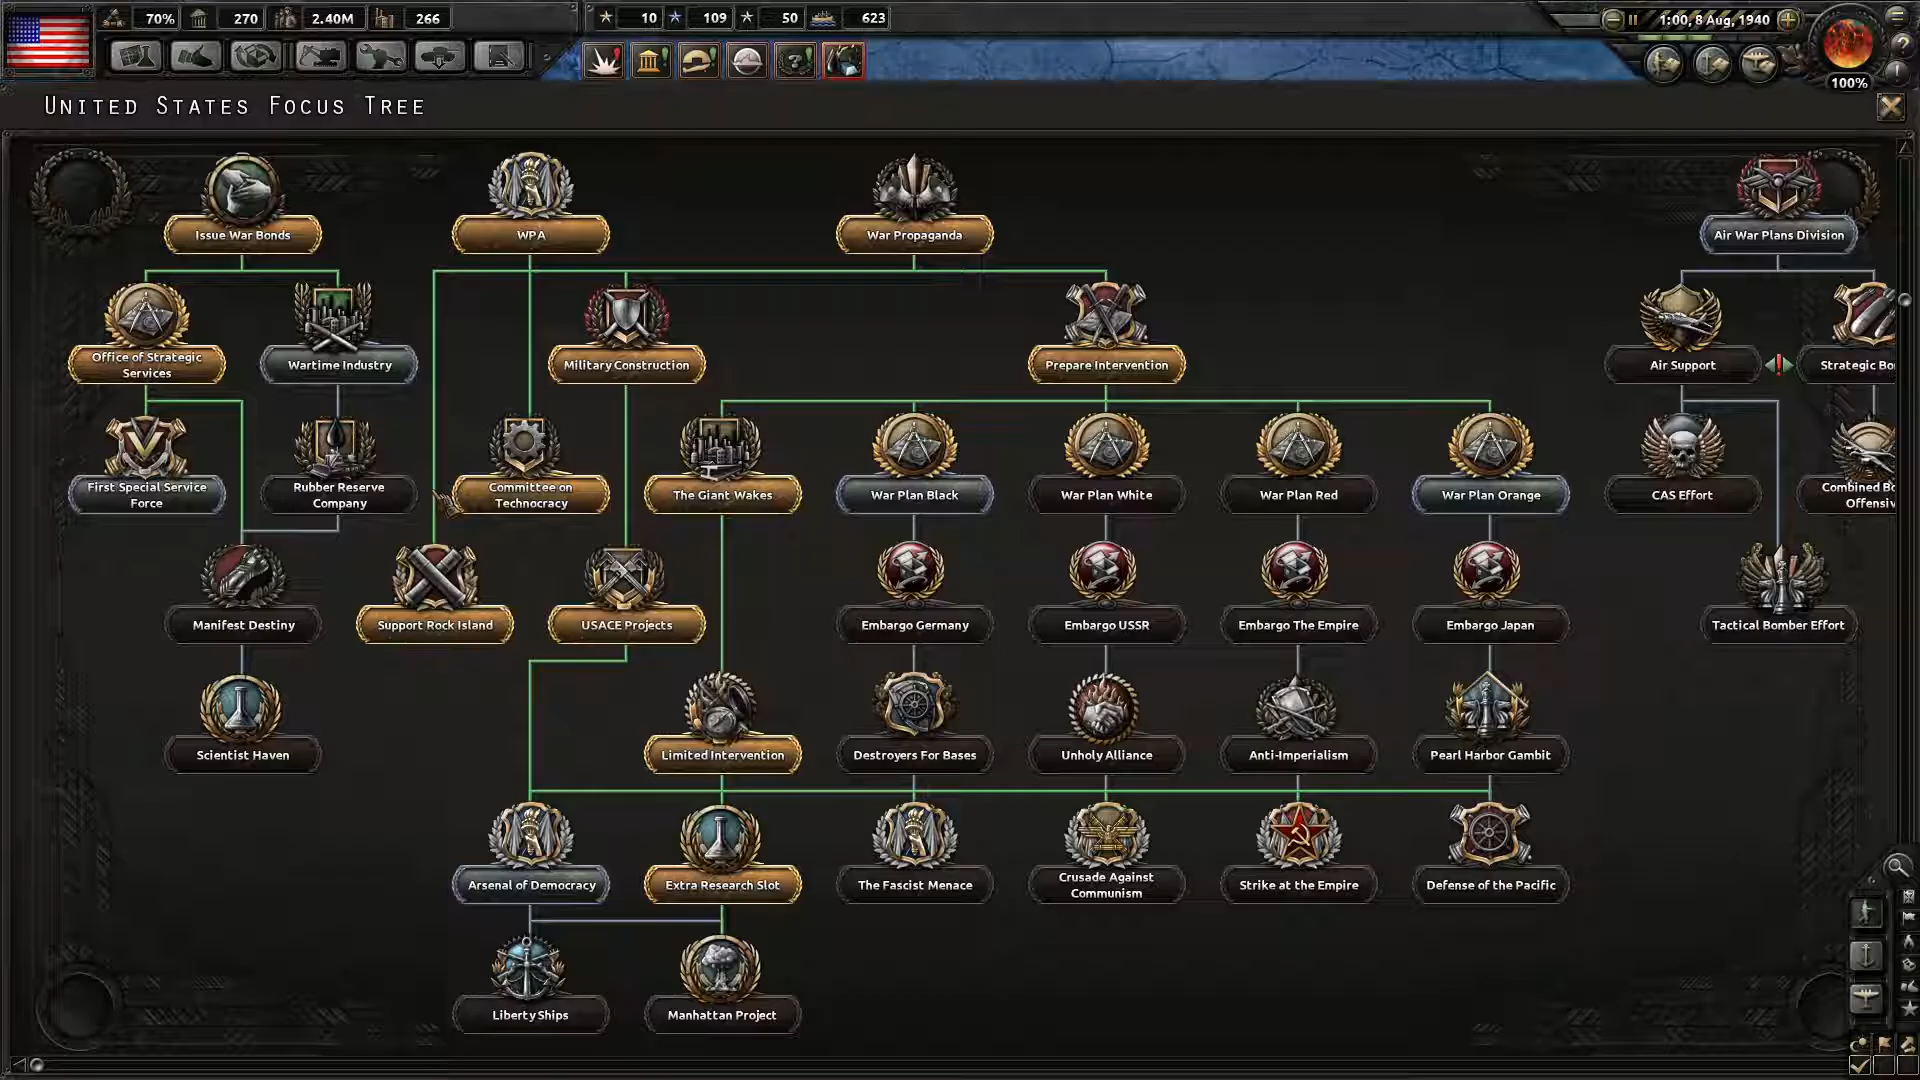 70% 270 2.40M 266 10 109 50 623 1:00, 8 Aug, 1940
100%
United States Focus Tree
Issue War Bonds WPA War Propaganda Air War Plans Division
Office of Strategic
Services
Wartime Industry Military Construction Prepare Intervention Air Support Strategic Bo
First Special Service
Force
Rubber Reserve
Company
Committee on
Technocracy
The Giant Wakes War Plan Black War Plan White War Plan Red War Plan Orange CAS Effort
Combined Bo
Offensiv
Manifest Destiny Support Rock Island USACE Projects Embargo Germany Embargo USSR Embargo The Empire Embargo Japan Tactical Bomber Effort
Scientist Haven Limited Intervention Destroyers For Bases Unholy Alliance Anti-Imperialism Pearl Harbor Gambit
Arsenal of Democracy Extra Research Slot The Fascist Menace
Crusade Against
Communism
Strike at the Empire Defense of the Pacific
Liberty Ships Manhattan Project